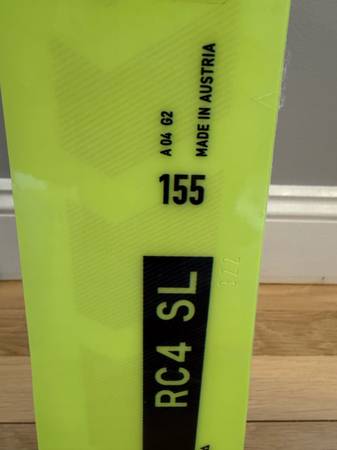 A 04 G2
MADE IN AUSTRIA
155
RC4 SL